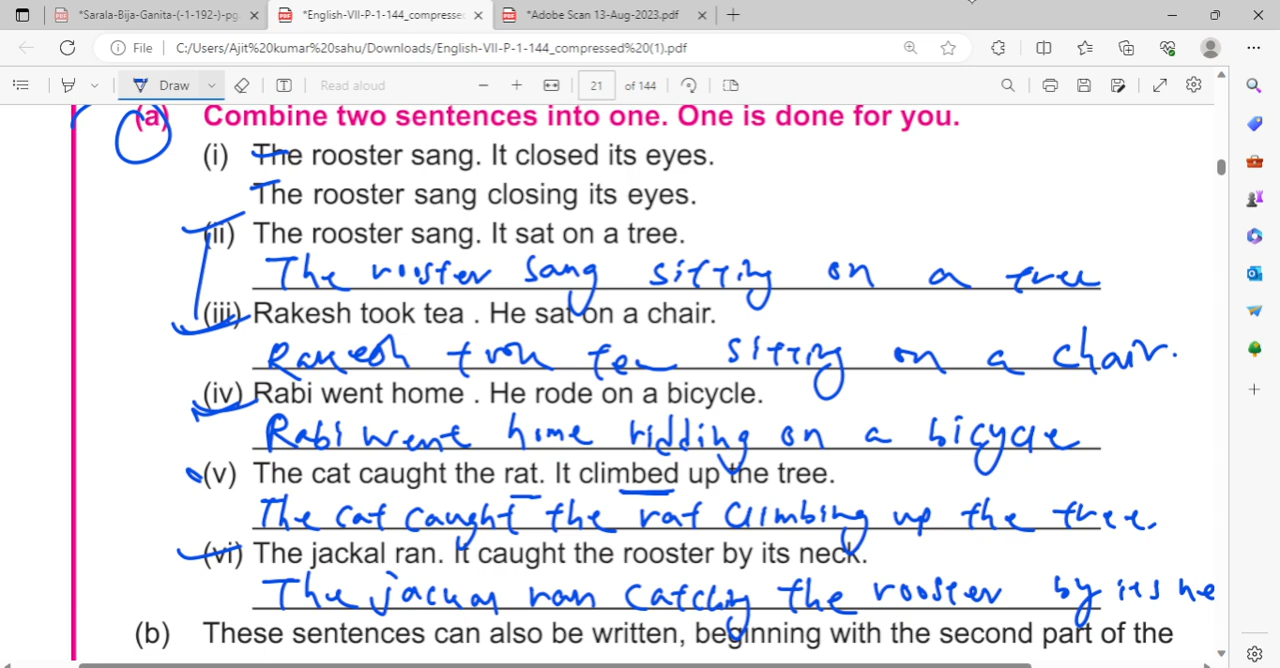 *Sarala-Bija-Ganita-(-1-192-)-pg
*English-VII-P-1-144_compresse
*Adobe Scan 13-Aug-2023.pdf
File C:/Users/Ajit%20kumar%20sahu/Downloads/English-VII-P-1-144_compressed%20(1).pdf
Draw Read aloud 21 of 144
(a) Combine two sentences into one. One is done for you.
(i) The rooster sang. It closed its eyes.
The rooster sang closing its eyes.
(ii) The rooster sang. It sat on a tree.
The rooster sang sitting on a tree
(iii) Rakesh took tea . He sat on a chair.
Rakesh took tea sitting on a chair.
(iv) Rabi went home . He rode on a bicycle.
Rabi went home ridding on a bicycle
(v) The cat caught the rat. It climbed up the tree.
The cat caught the rat climbing up the tree.
(vi) The jackal ran. It caught the rooster by its neck.
The jackal ran catching the rooster by its ne
(b) These sentences can also be written, beginning with the second part of the